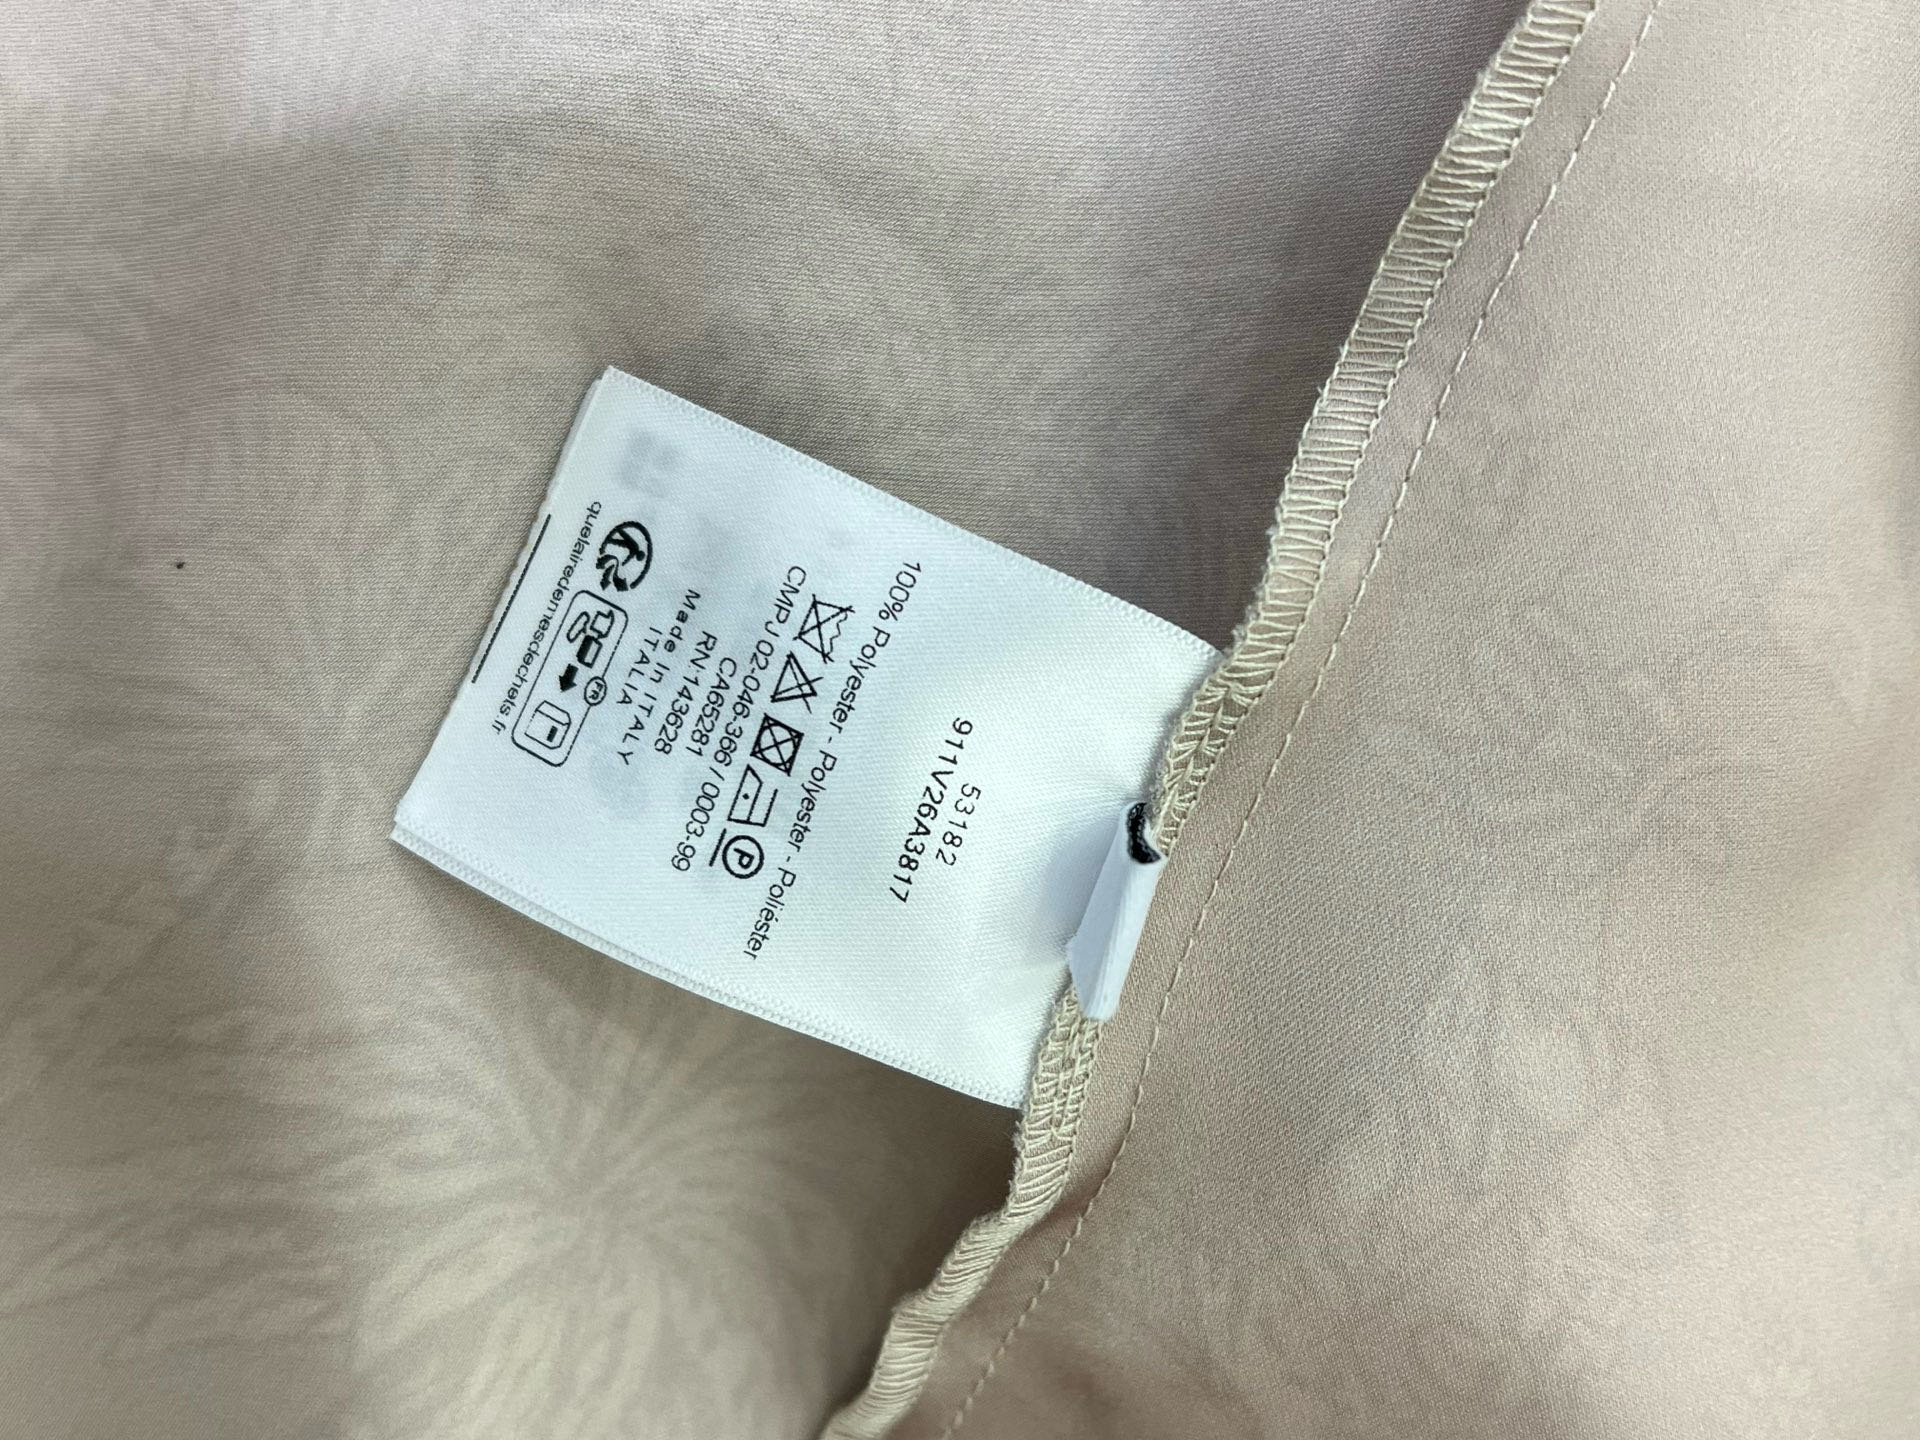 53182
911V26A3817
100% Polyester - Polyester - Poliéster
P
CMPJ 02-046-366 / 0003-99
CA65281
RN:143628
Made in ITALY
ITALIA
FR
quefairedemesdechets.fr